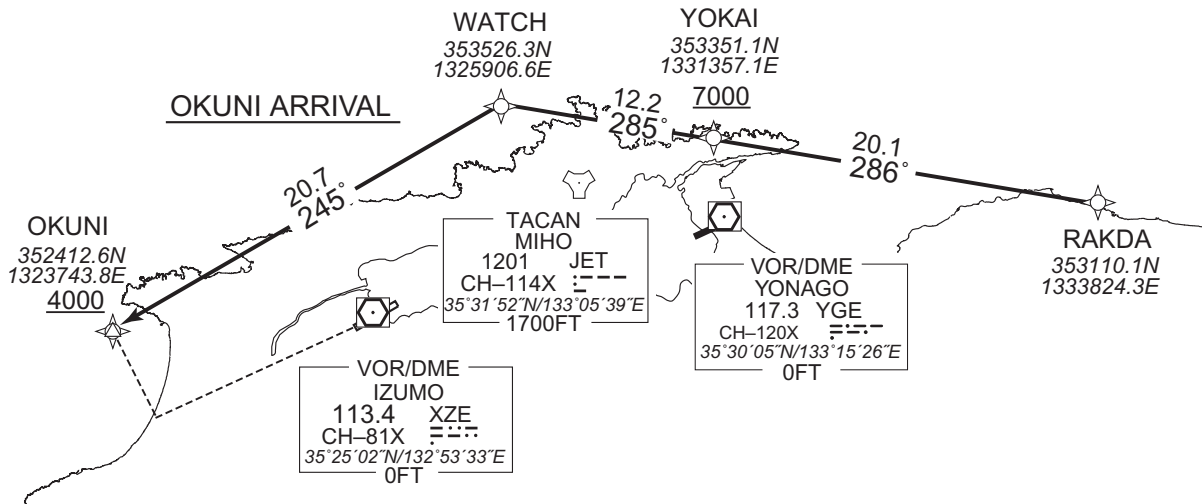 WATCH
353526.3N
1325906.6E
YOKAI
353351.1N
1331357.1E
7000
OKUNI ARRIVAL
12.2
285°
20.1
286°
20.7
245°
OKUNI
352412.6N
1323743.8E
4000
RAKDA
353110.1N
1333824.3E
TACAN
MIHO
1201 JET
CH–114X
35°31´52˝N/133°05´39˝E
1700FT
VOR/DME
YONAGO
117.3 YGE
CH–120X
35°30´05˝N/133°15´26˝E
0FT
VOR/DME
IZUMO
113.4 XZE
CH–81X
35°25´02˝N/132°53´33˝E
0FT